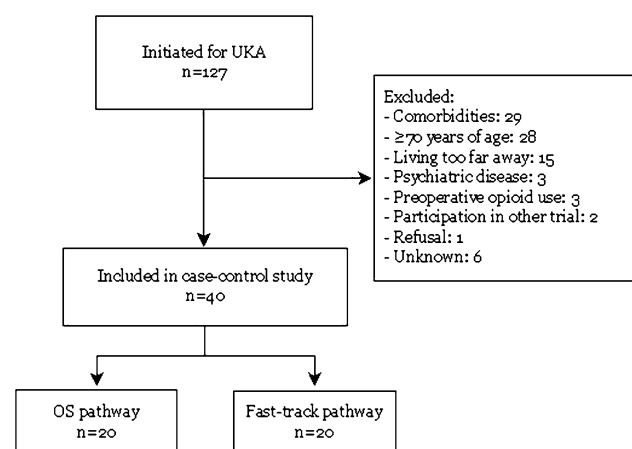 Initiated for UKA
n=127
Excluded:
- Comorbidities: 29
- ≥70 years of age: 28
- Living too far away: 15
- Psychiatric disease: 3
- Preoperative opioid use: 3
- Participation in other trial: 2
- Refusal: 1
- Unknown: 6
Included in case-control study
n=40
OS pathway
n=20
Fast-track pathway
n=20